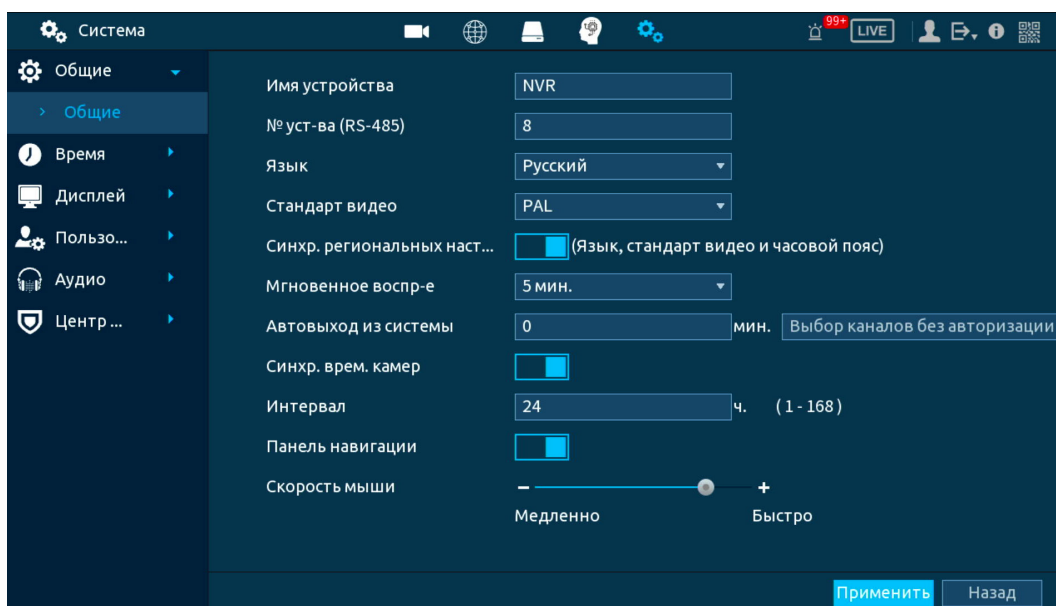 Система
99+
LIVE
Общие
Общие
Время
Дисплей
Пользо...
Аудио
Центр ...
Имя устройства NVR
№ уст-ва (RS-485) 8
Язык Русский
Стандарт видео PAL
Синхр. региональных наст... (Язык, стандарт видео и часовой пояс)
Мгновенное воспр-е 5 мин.
Автовыход из системы 0 мин. Выбор каналов без авторизации
Синхр. врем. камер
Интервал 24 ч. (1 - 168)
Панель навигации
Скорость мыши
Медленно Быстро
Применить Назад